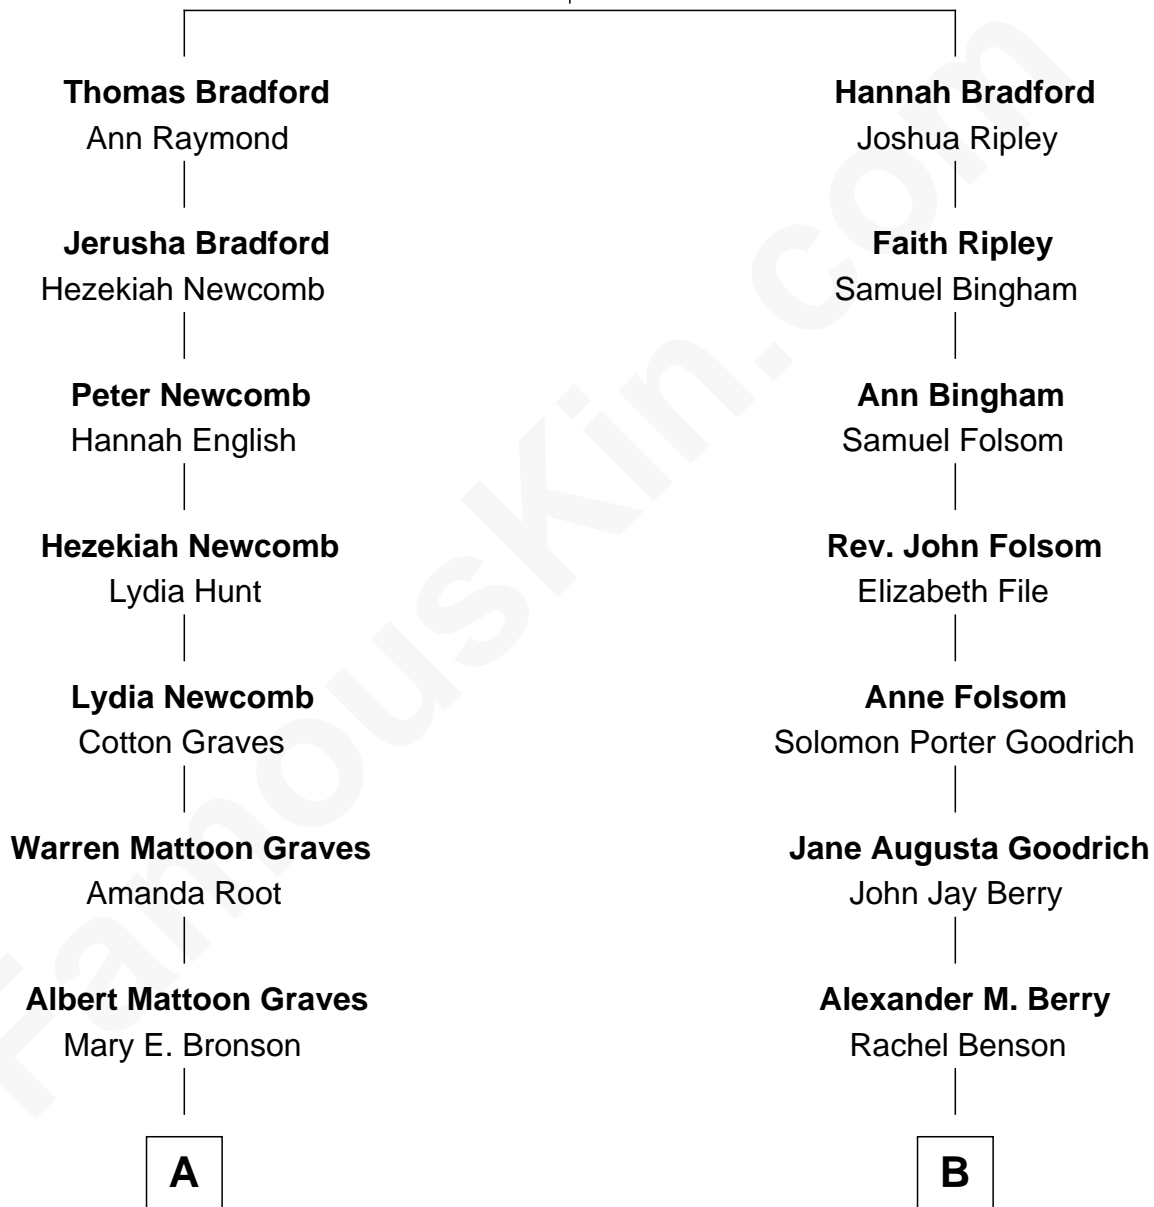 Thomas Bradford
Ann Raymond
Hannah Bradford
Joshua Ripley
Jerusha Bradford
Hezekiah Newcomb
Faith Ripley
Samuel Bingham
Peter Newcomb
Hannah English
Ann Bingham
Samuel Folsom
Hezekiah Newcomb
Lydia Hunt
Rev. John Folsom
Elizabeth File
Lydia Newcomb
Cotton Graves
Anne Folsom
Solomon Porter Goodrich
Warren Mattoon Graves
Amanda Root
Jane Augusta Goodrich
John Jay Berry
Albert Mattoon Graves
Mary E. Bronson
Alexander M. Berry
Rachel Benson
A
B
FamousKin.com